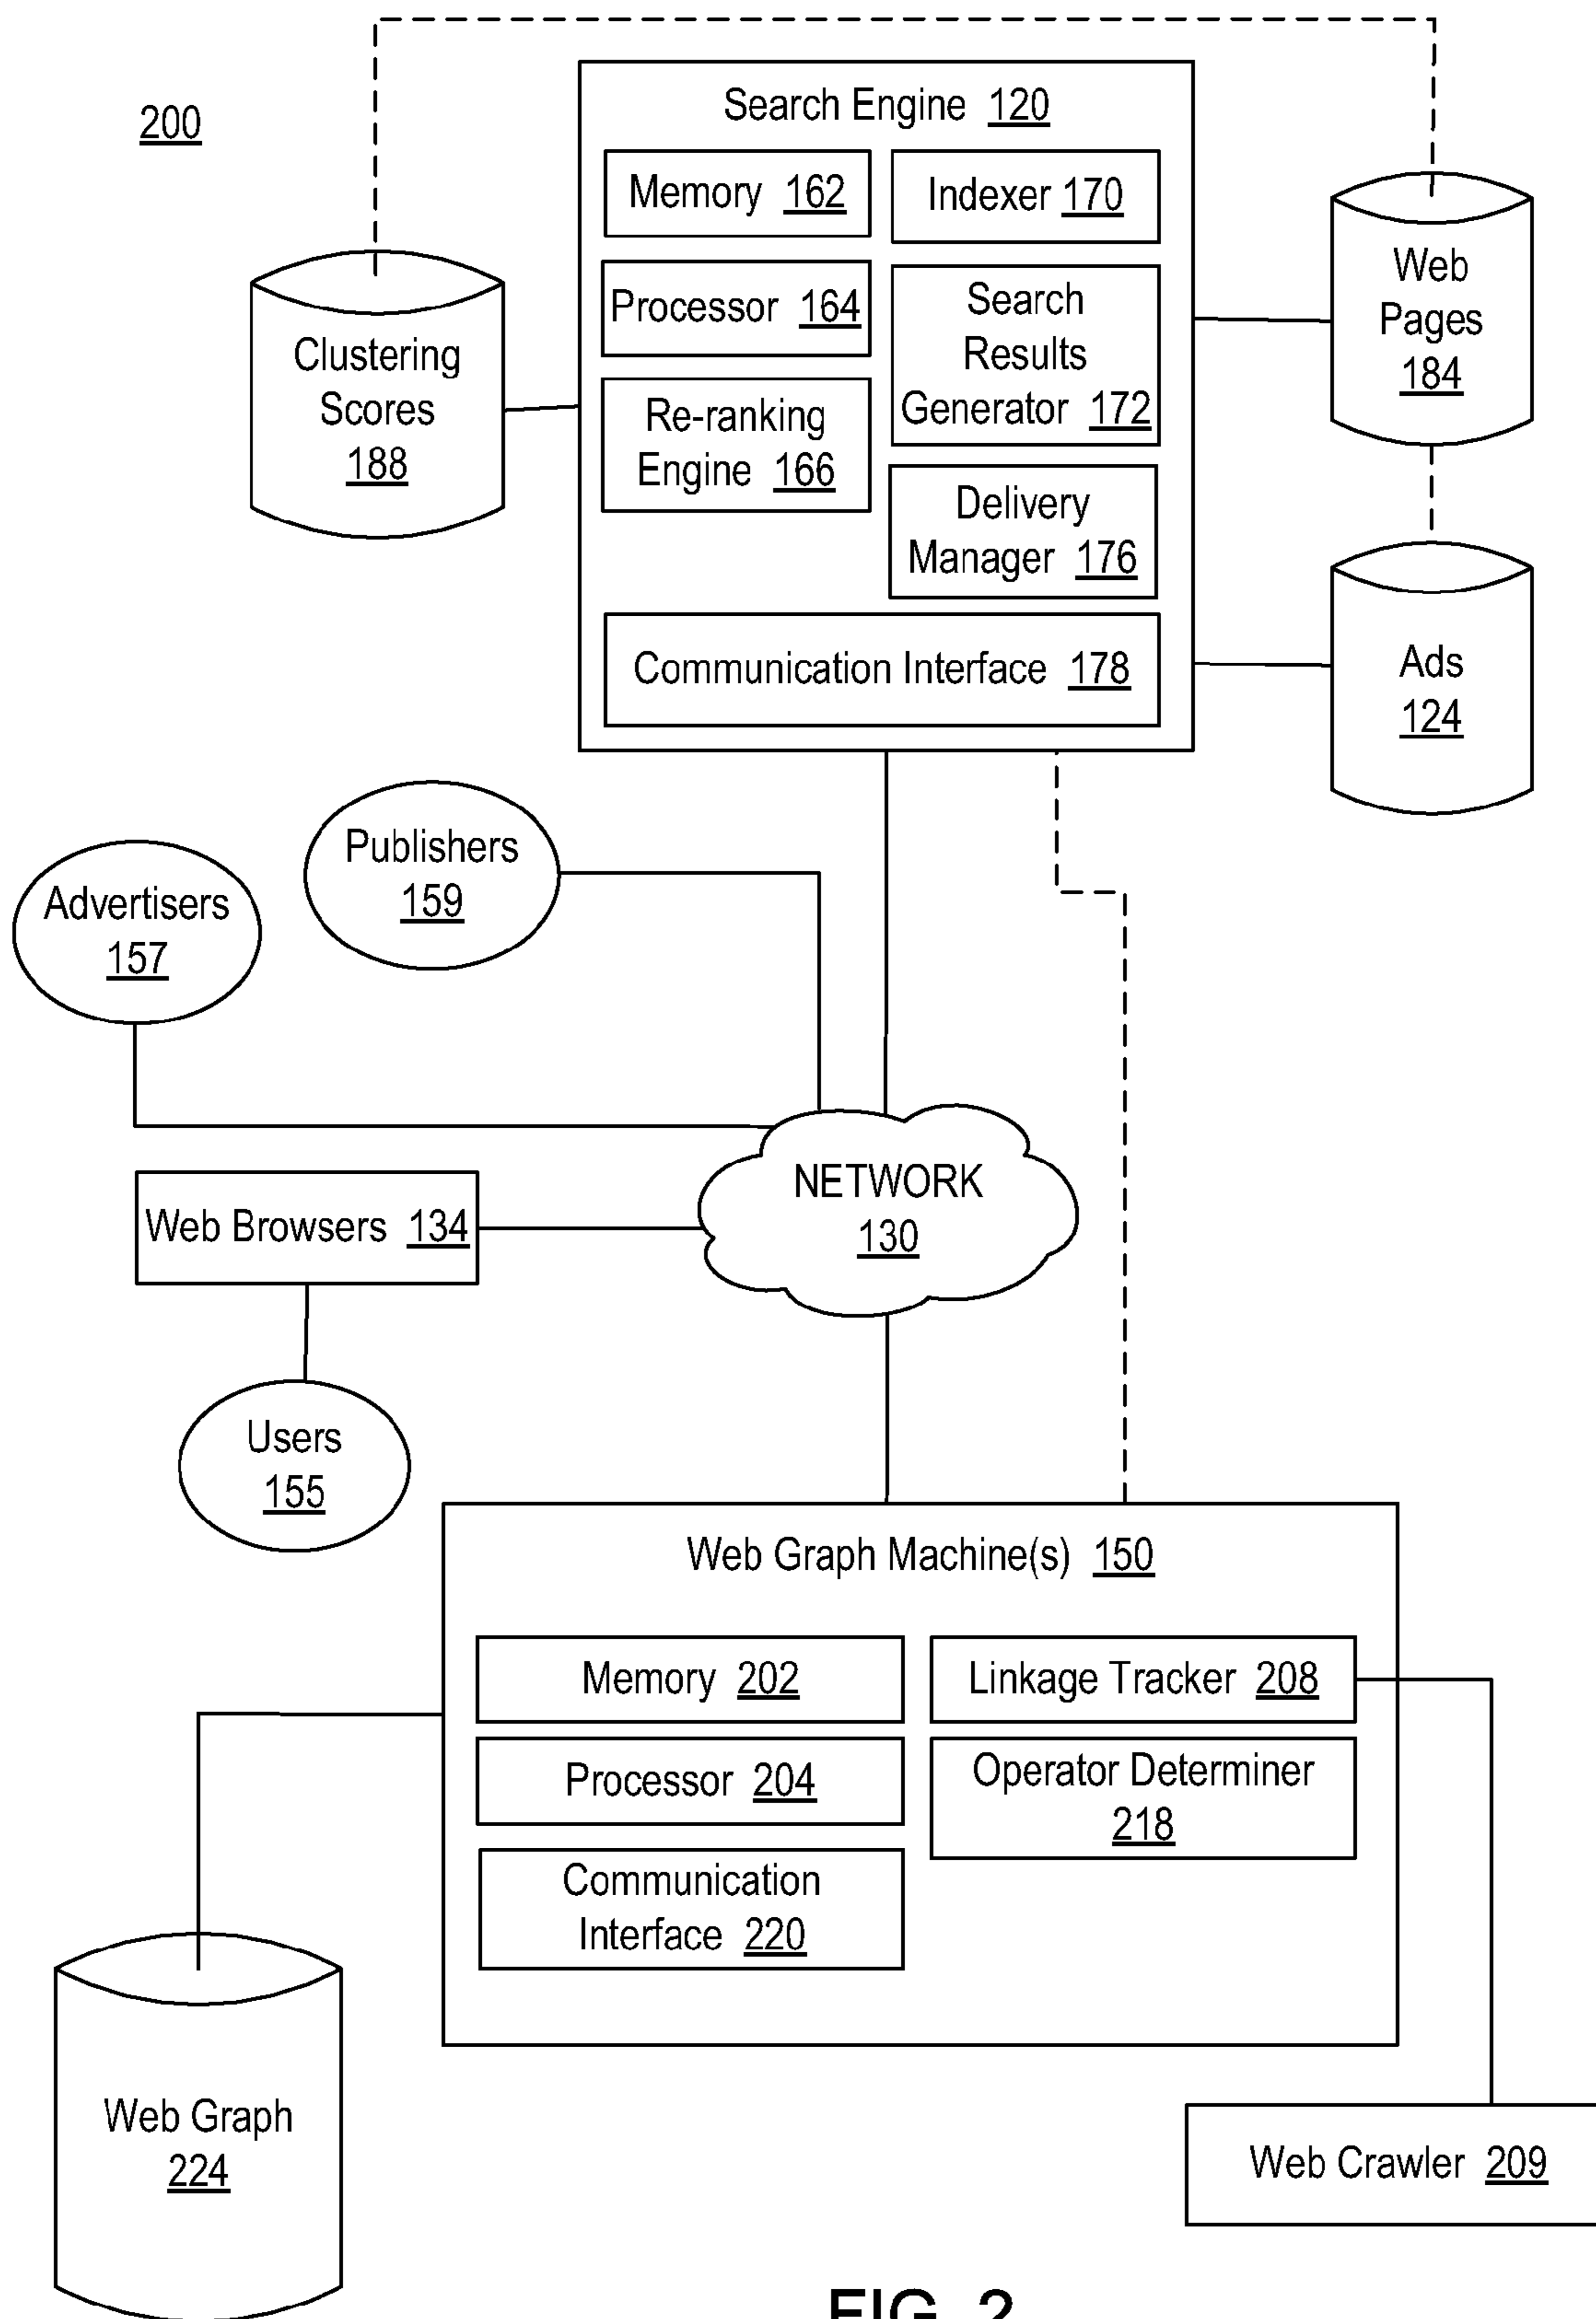 200
Search Engine 120
Memory 162
Indexer 170
Processor 164
Search
Results
Generator 172
Re-ranking
Engine 166
Delivery
Manager 176
Communication Interface 178
Clustering
Scores
188
Web
Pages
184
Ads
124
Publishers
159
Advertisers
157
NETWORK
130
Web Browsers 134
Users
155
Web Graph Machine(s) 150
Memory 202
Linkage Tracker 208
Processor 204
Operator Determiner
218
Communication
Interface 220
Web Graph
224
Web Crawler 209
FIG. 2